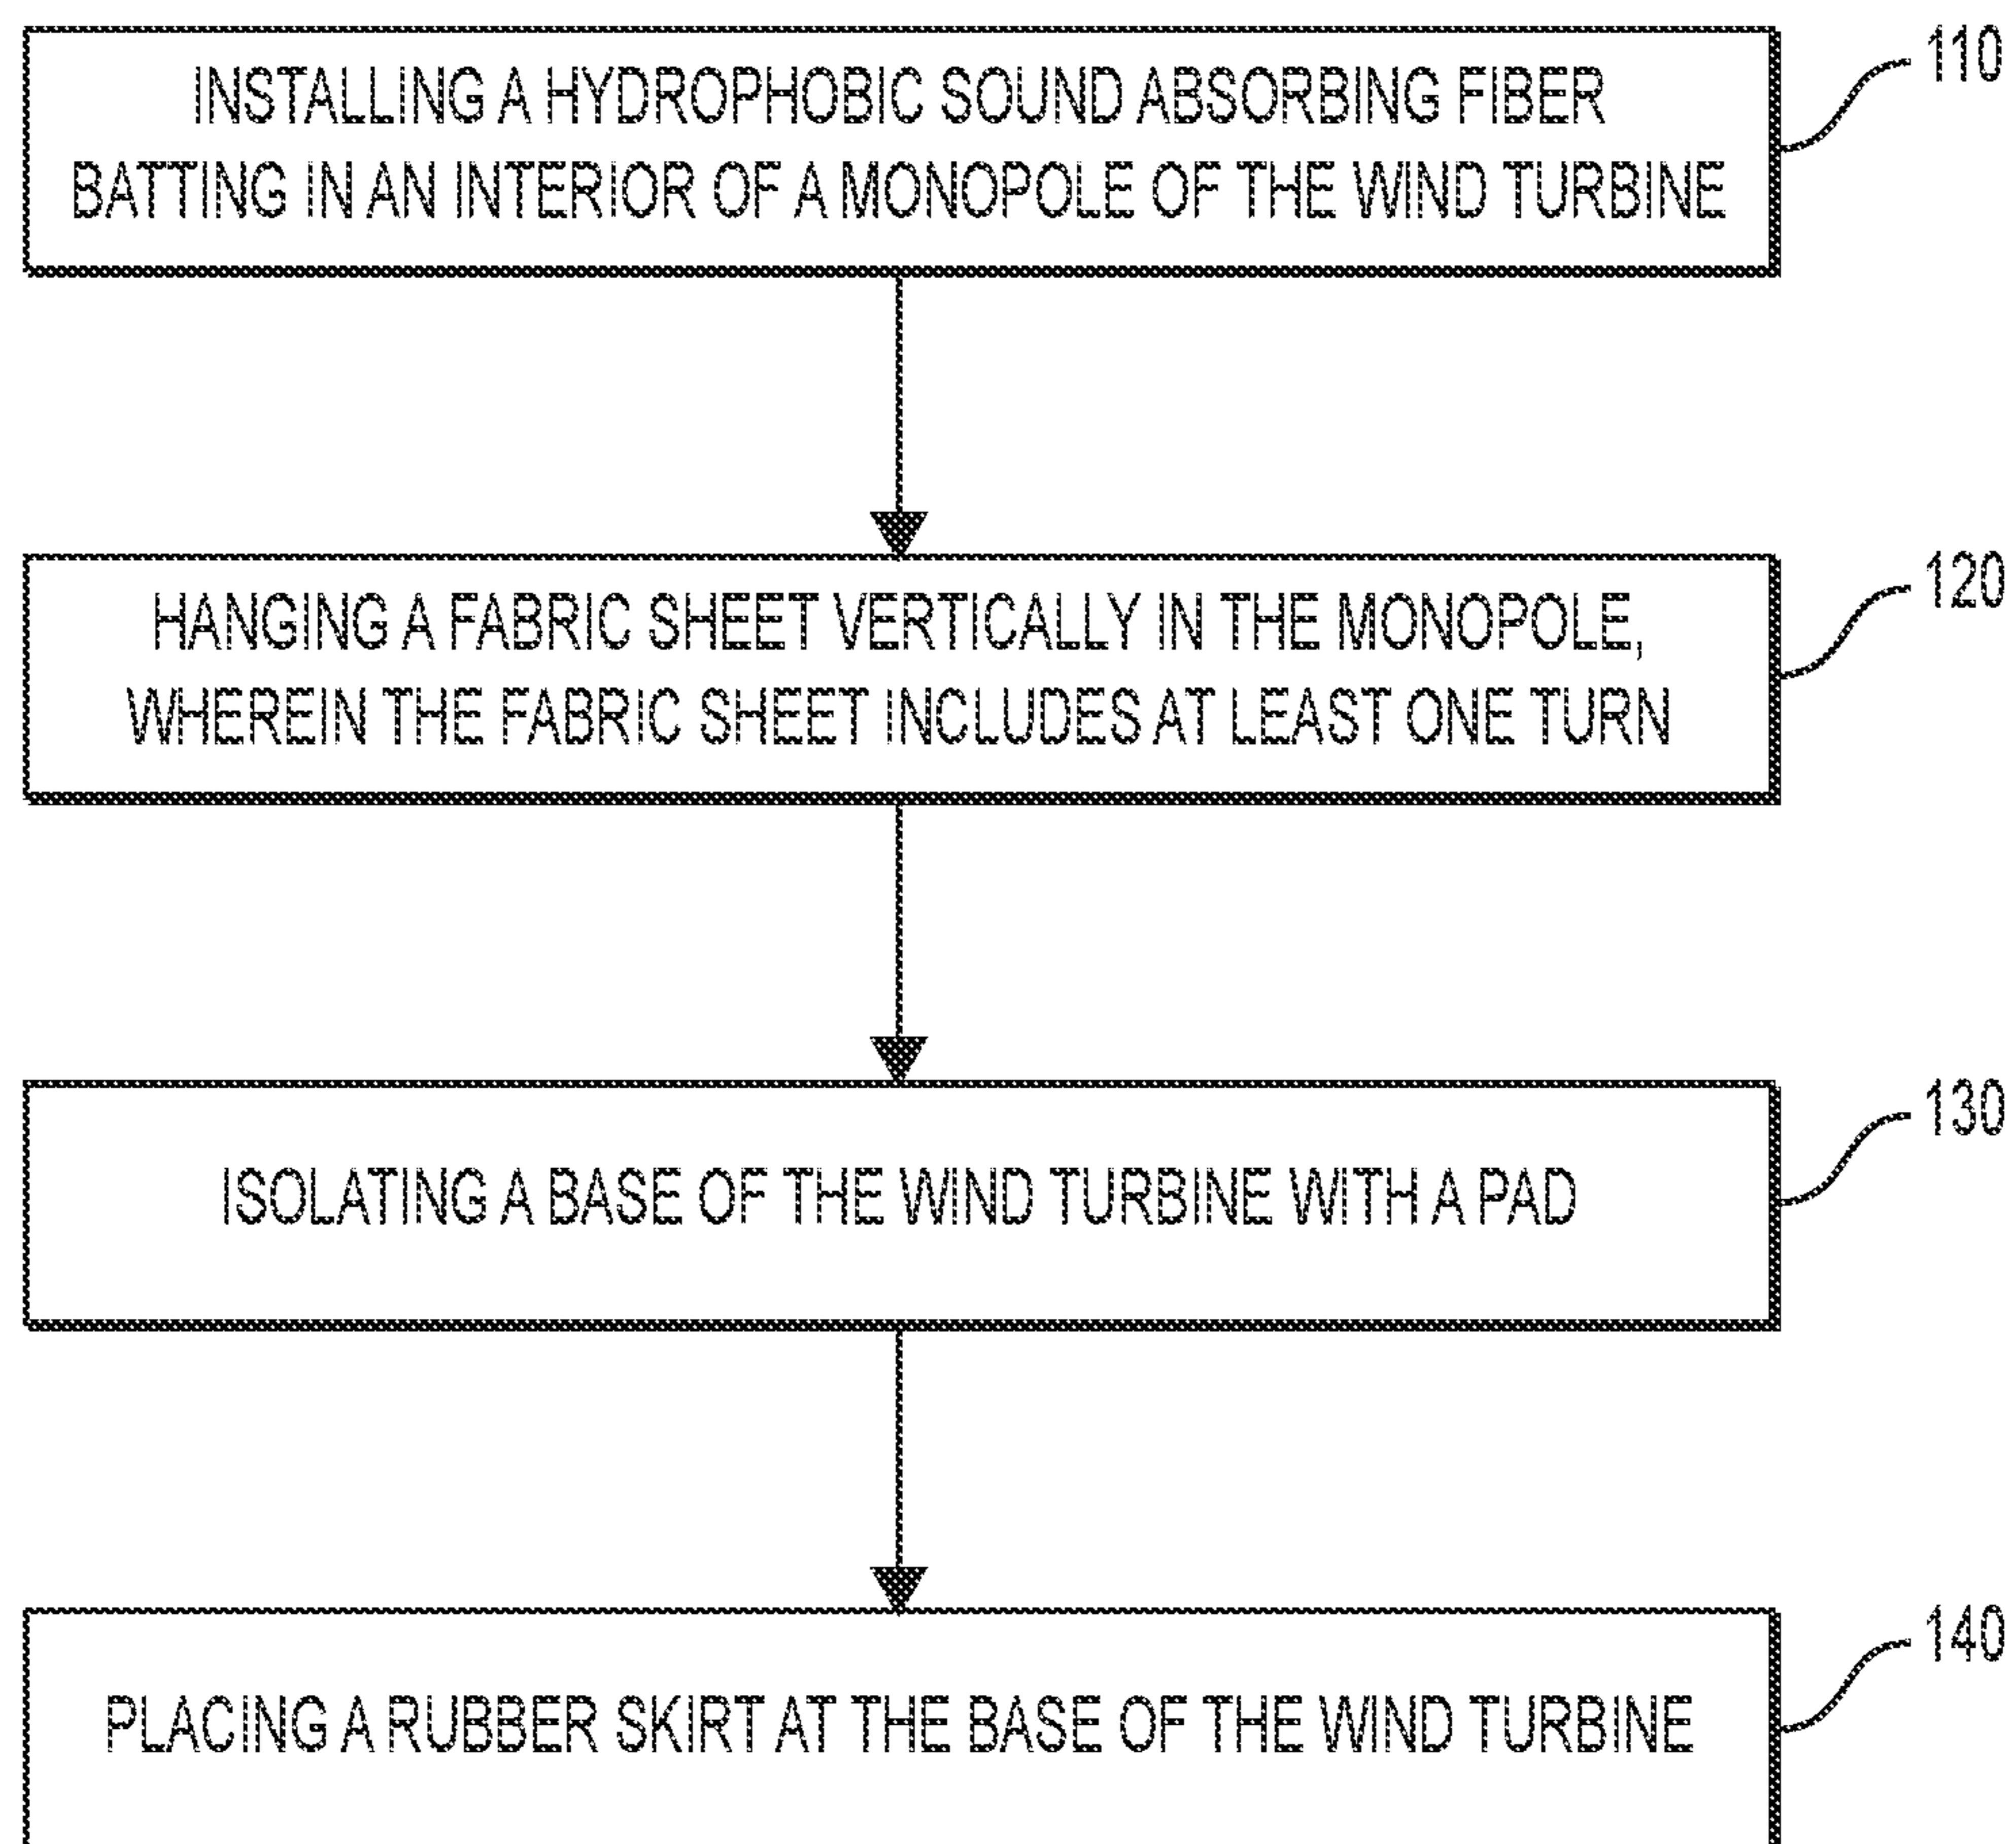 INSTALLING A HYDROPHOBIC SOUND ABSORBING FIBER
BATTING IN AN INTERIOR OF A MONOPOLE OF THE WIND TURBINE
110
HANGING A FABRIC SHEET VERTICALLY IN THE MONOPOLE,
WHEREIN THE FABRIC SHEET INCLUDES AT LEAST ONE TURN
120
ISOLATING A BASE OF THE WIND TURBINE WITH A PAD
130
PLACING A RUBBER SKIRT AT THE BASE OF THE WIND TURBINE
140